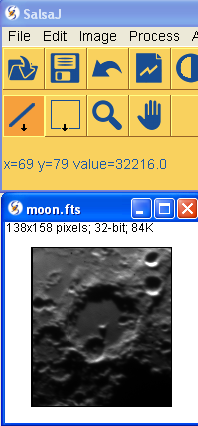 SalsaJ
File Edit Image Process A
x=69 y=79 value=32216.0
moon.fts
138x158 pixels; 32-bit; 84K